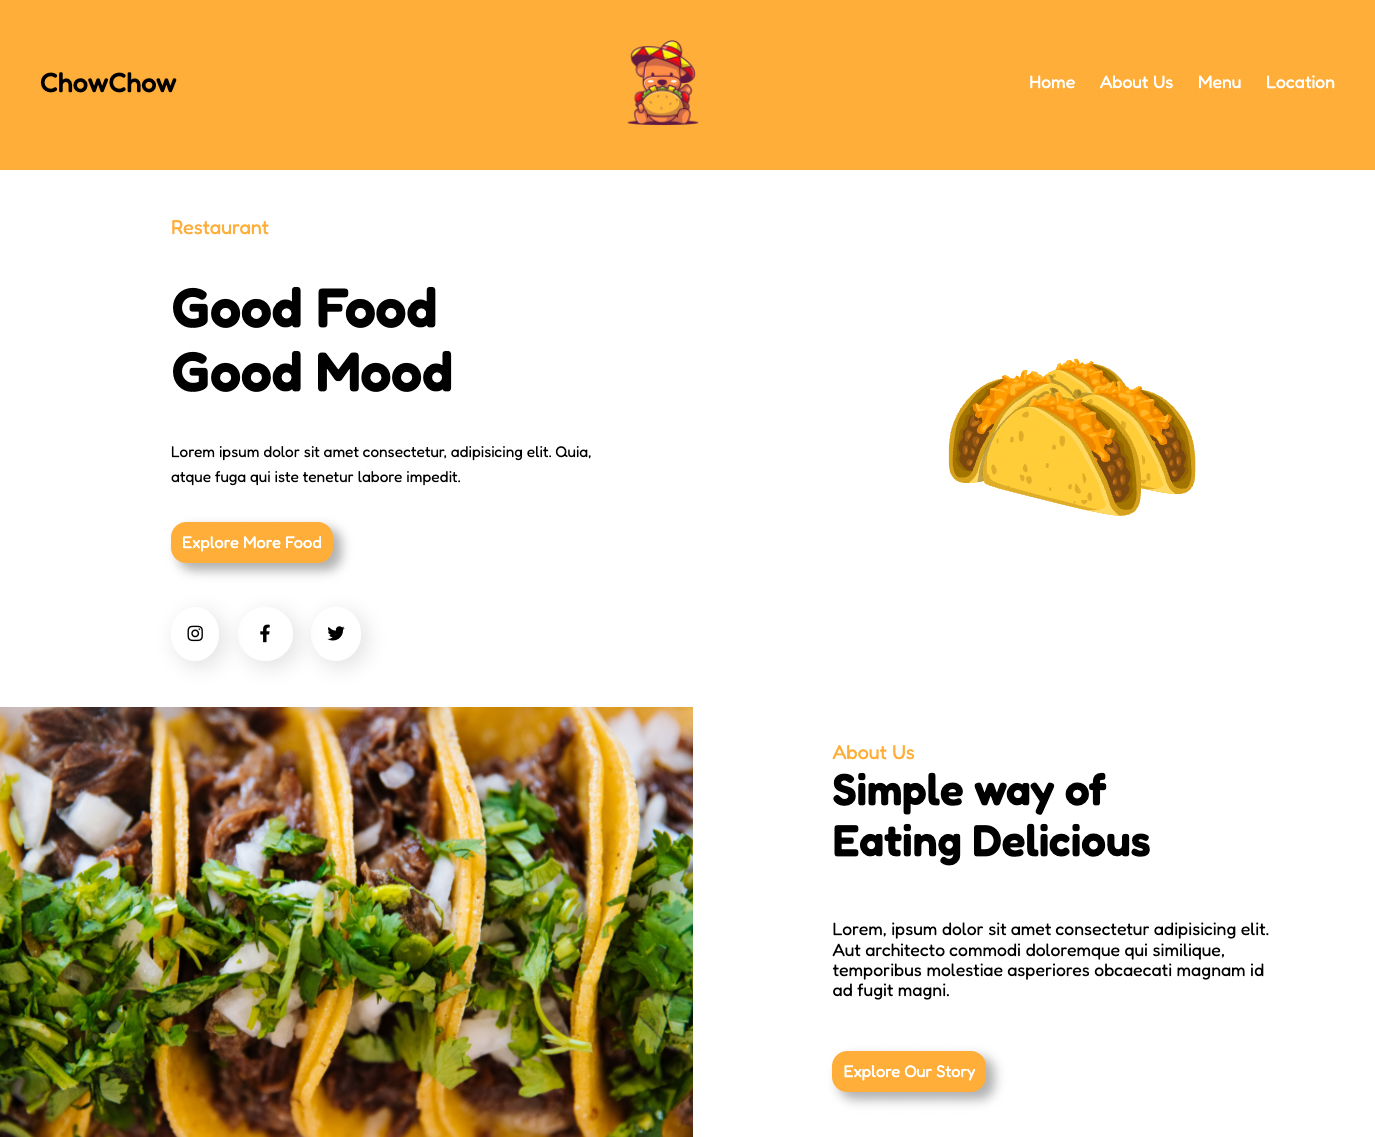 ChowChow
Home About Us Menu Location
Restaurant
Good Food
Good Mood
Lorem ipsum dolor sit amet consectetur, adipisicing elit. Quia,
atque fuga qui iste tenetur labore impedit.
Explore More Food
About Us
Simple way of
Eating Delicious
Lorem, ipsum dolor sit amet consectetur adipisicing elit.
Aut architecto commodi doloremque qui similique,
temporibus molestiae asperiores obcaecati magnam id
ad fugit magni.
Explore Our Story